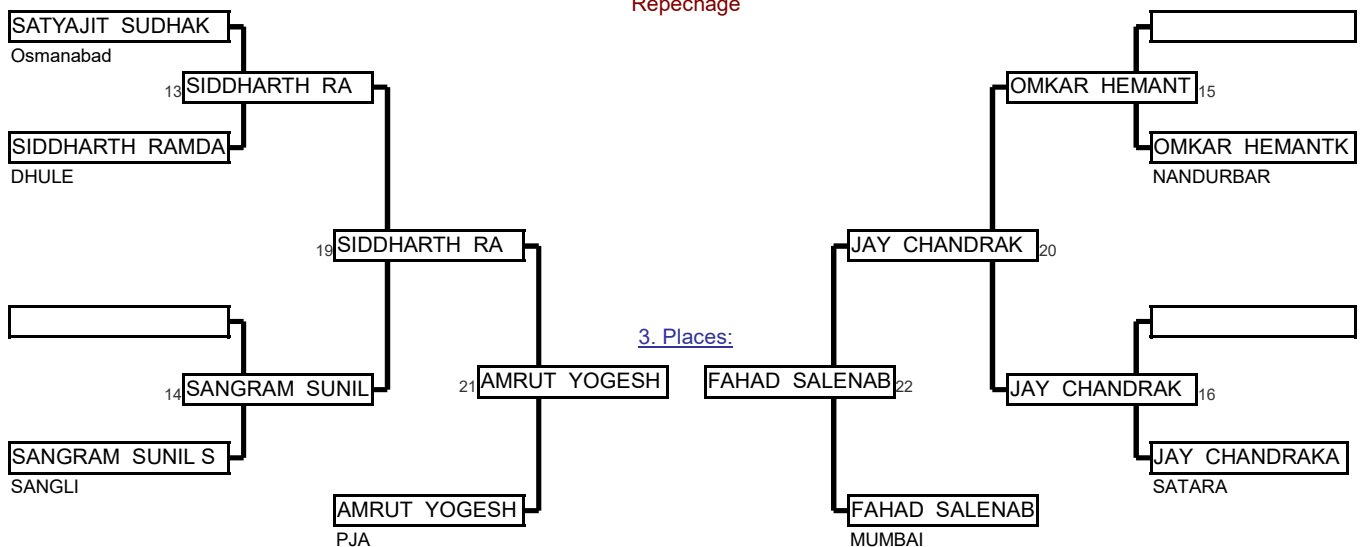 Repechage
SATYAJIT SUDHAK
Osmanabad
13 SIDDHARTH RA
OMKAR HEMANT 15
SIDDHARTH RAMDA
DHULE
OMKAR HEMANTK
NANDURBAR
19 SIDDHARTH RA
JAY CHANDRAK 20
3. Places:
14 SANGRAM SUNIL
21 AMRUT YOGESH
FAHAD SALENAB 22
JAY CHANDRAK 16
SANGRAM SUNIL S
SANGLI
JAY CHANDRAKA
SATARA
AMRUT YOGESH
PJA
FAHAD SALENAB
MUMBAI